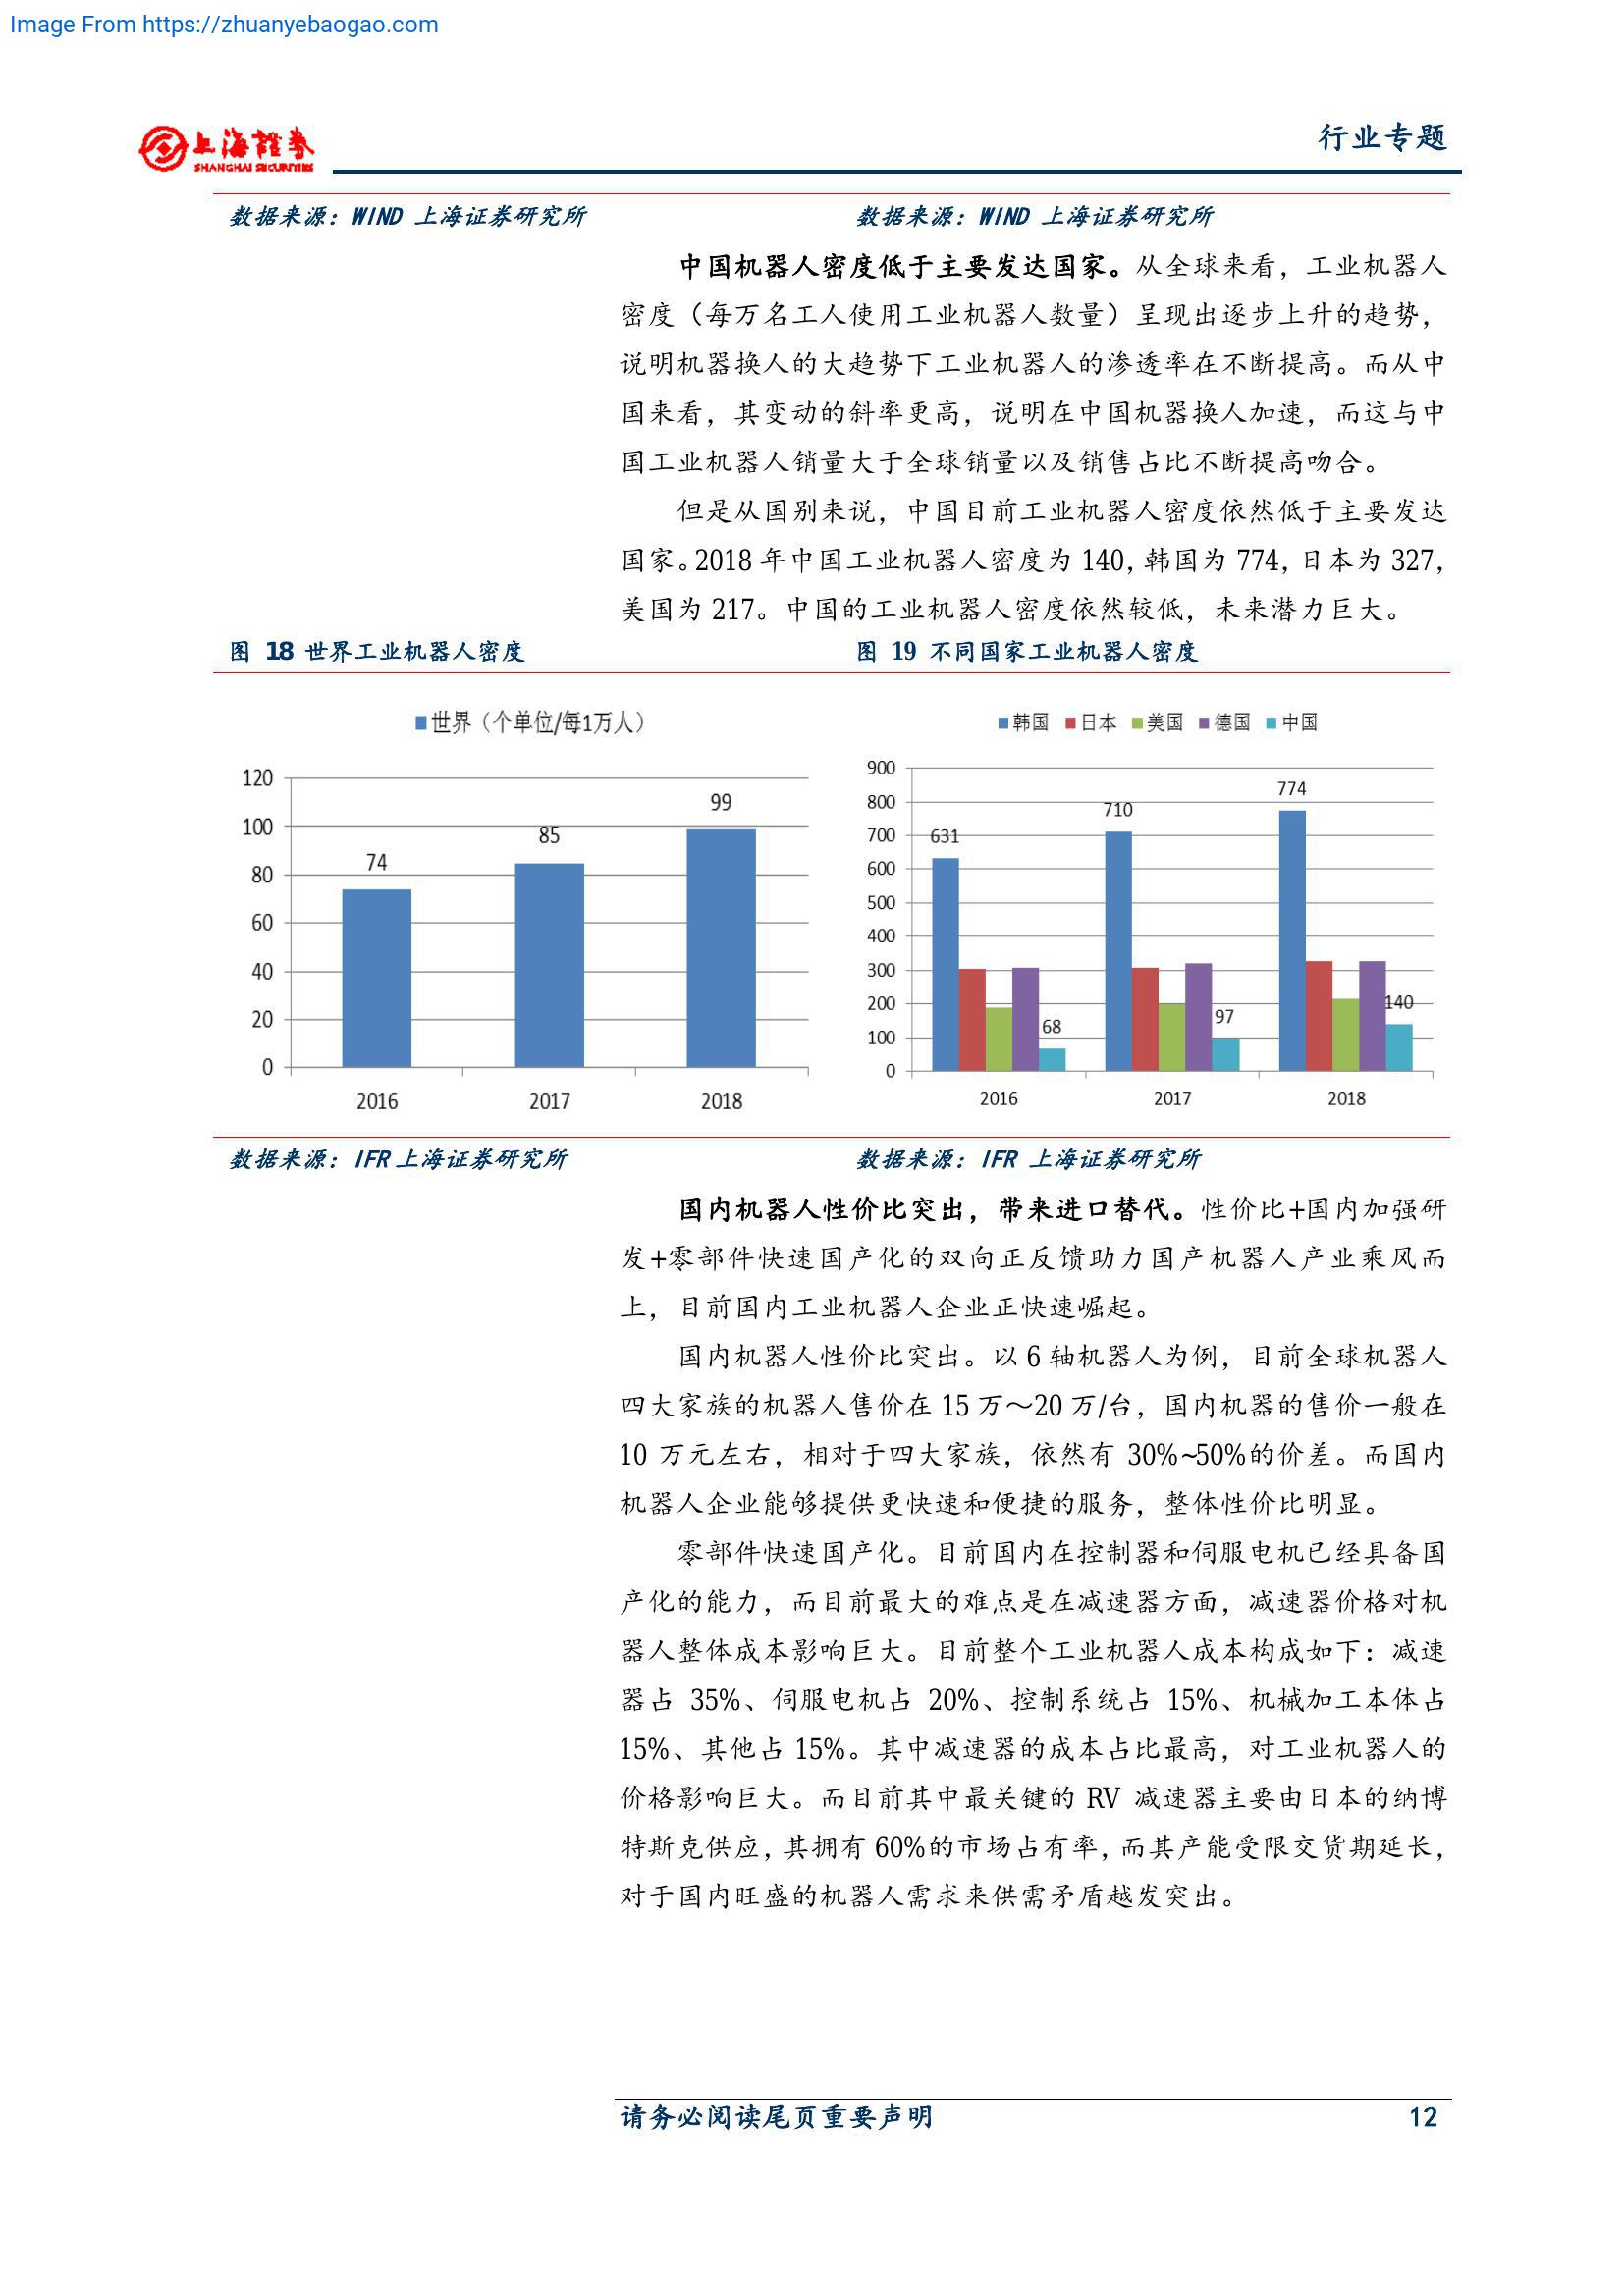 Image From https://zhuanyebaogao.com
上海證券
SHANGHAI SECURITIES
行业专题
数据来源：WIND 上海证券研究所
数据来源：WIND 上海证券研究所
中国机器人密度低于主要发达国家。从全球来看，工业机器人
密度（每万名工人使用工业机器人数量）呈现出逐步上升的趋势，
说明机器换人的大趋势下工业机器人的渗透率在不断提高。而从中
国来看，其变动的斜率更高，说明在中国机器换人加速，而这与中
国工业机器人销量大于全球销量以及销售占比不断提高吻合。
但是从国别来说，中国目前工业机器人密度依然低于主要发达
国家。2018 年中国工业机器人密度为 140，韩国为 774，日本为 327，
美国为 217。中国的工业机器人密度依然较低，未来潜力巨大。
图 18 世界工业机器人密度
图 19 不同国家工业机器人密度
世界（个单位/每1万人）
120
100
80
60
40
20
0
74
85
99
2016
2017
2018
韩国 日本 美国 德国 中国
900
800
700
600
500
400
300
200
100
0
631
68
710
97
774
140
2016
2017
2018
数据来源：IFR 上海证券研究所
数据来源：IFR 上海证券研究所
国内机器人性价比突出，带来进口替代。性价比+国内加强研
发+零部件快速国产化的双向正反馈助力国产机器人产业乘风而
上，目前国内工业机器人企业正快速崛起。
国内机器人性价比突出。以 6 轴机器人为例，目前全球机器人
四大家族的机器人售价在 15 万～20 万/台，国内机器的售价一般在
10 万元左右，相对于四大家族，依然有 30%~50%的价差。而国内
机器人企业能够提供更快速和便捷的服务，整体性价比明显。
零部件快速国产化。目前国内在控制器和伺服电机已经具备国
产化的能力，而目前最大的难点是在减速器方面，减速器价格对机
器人整体成本影响巨大。目前整个工业机器人成本构成如下：减速
器占 35%、伺服电机占 20%、控制系统占 15%、机械加工本体占
15%、其他占 15%。其中减速器的成本占比最高，对工业机器人的
价格影响巨大。而目前其中最关键的 RV 减速器主要由日本的纳博
特斯克供应，其拥有 60%的市场占有率，而其产能受限交货期延长，
对于国内旺盛的机器人需求来供需矛盾越发突出。
请务必阅读尾页重要声明
12